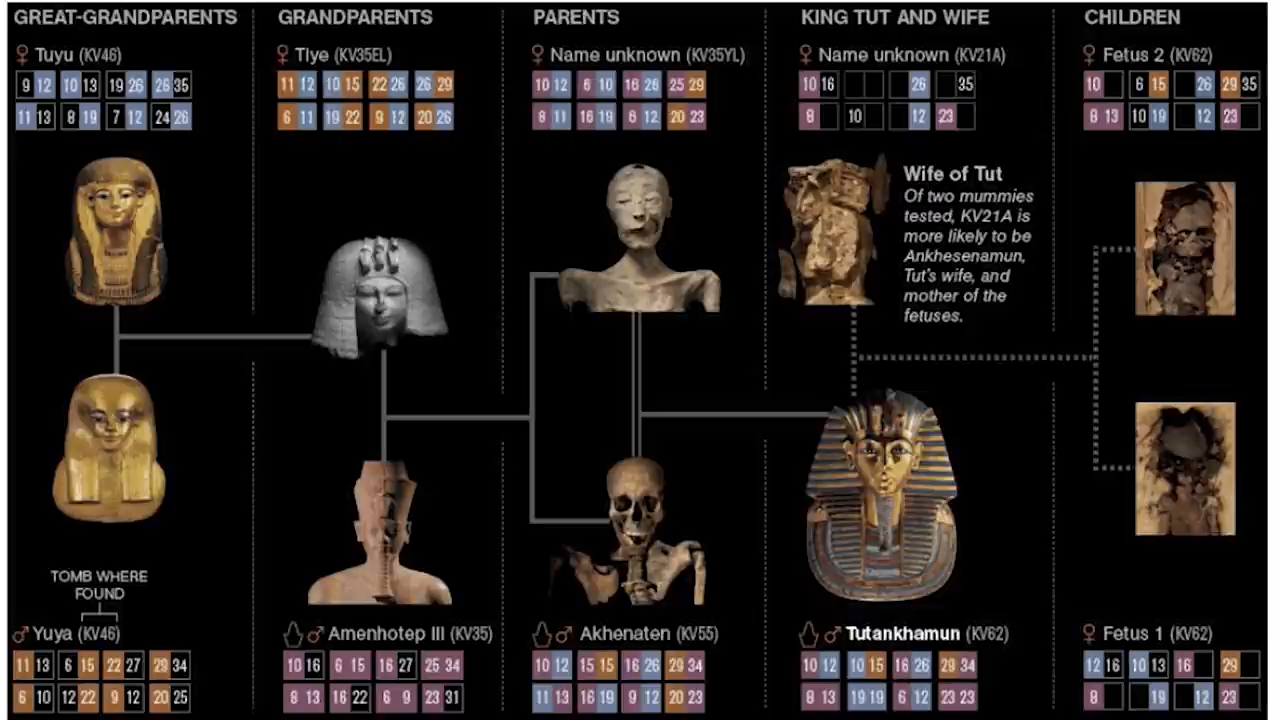 GREAT-GRANDPARENTS GRANDPARENTS PARENTS KING TUT AND WIFE CHILDREN
♀ Tuyu (KV46) ♀ Tiye (KV35EL) ♀ Name unknown (KV35YL) ♀ Name unknown (KV21A) ♀ Fetus 2 (KV62)
9 12 10 13 19 26 26 35 11 12 10 15 22 26 26 29 10 12 6 10 16 26 25 29 10 16 26 35 10 6 15 26 29 35
11 13 8 19 7 12 24 26 6 11 19 22 9 12 20 26 8 11 16 19 6 12 20 23 8 10 12 23 8 13 10 19 12 23
Wife of Tut
Of two mummies
tested, KV21A is
more likely to be
Ankhesenamun,
Tut's wife, and
mother of the
fetuses.
TOMB WHERE
FOUND
♂ Yuya (KV46) ♂ Amenhotep III (KV35) ♂ Akhenaten (KV55) ♂ Tutankhamun (KV62) ♀ Fetus 1 (KV62)
11 13 6 15 22 27 29 34 10 16 6 15 16 27 25 34 10 12 15 15 16 26 29 34 10 12 10 15 16 26 29 34 12 16 10 13 16 29
6 10 12 22 9 12 20 25 8 13 16 22 6 9 23 31 11 13 16 19 9 12 20 23 8 13 19 19 6 12 23 23 8 19 12 23